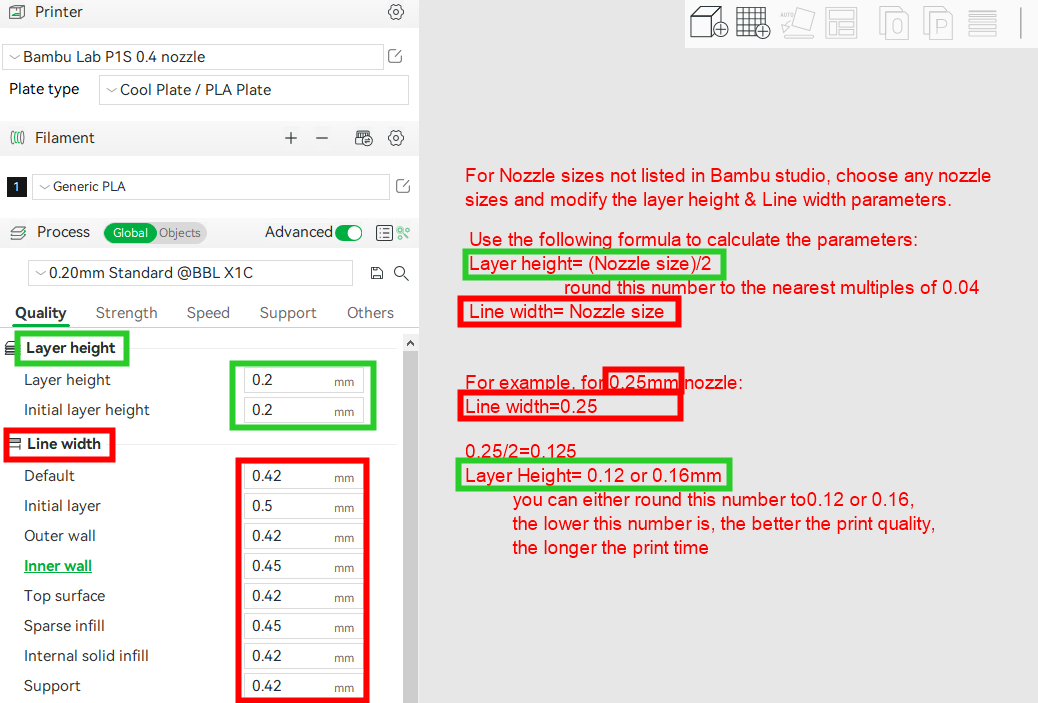 Printer
Bambu Lab P1S 0.4 nozzle
Plate type
Cool Plate / PLA Plate
Filament
1
Generic PLA
Process
Global
Objects
Advanced
0.20mm Standard @BBL X1C
Quality
Strength
Speed
Support
Others
Layer height
Layer height
0.2 mm
Initial layer height
0.2 mm
Line width
Default
0.42 mm
Initial layer
0.5 mm
Outer wall
0.42 mm
Inner wall
0.45 mm
Top surface
0.42 mm
Sparse infill
0.45 mm
Internal solid infill
0.42 mm
Support
0.42 mm
AUTO
O
P
For Nozzle sizes not listed in Bambu studio, choose any nozzle
sizes and modify the layer height & Line width parameters.
Use the following formula to calculate the parameters:
Layer height= (Nozzle size)/2
round this number to the nearest multiples of 0.04
Line width= Nozzle size
For example, for 0.25mm nozzle:
Line width=0.25
0.25/2=0.125
Layer Height= 0.12 or 0.16mm
you can either round this number to0.12 or 0.16,
the lower this number is, the better the print quality,
the longer the print time